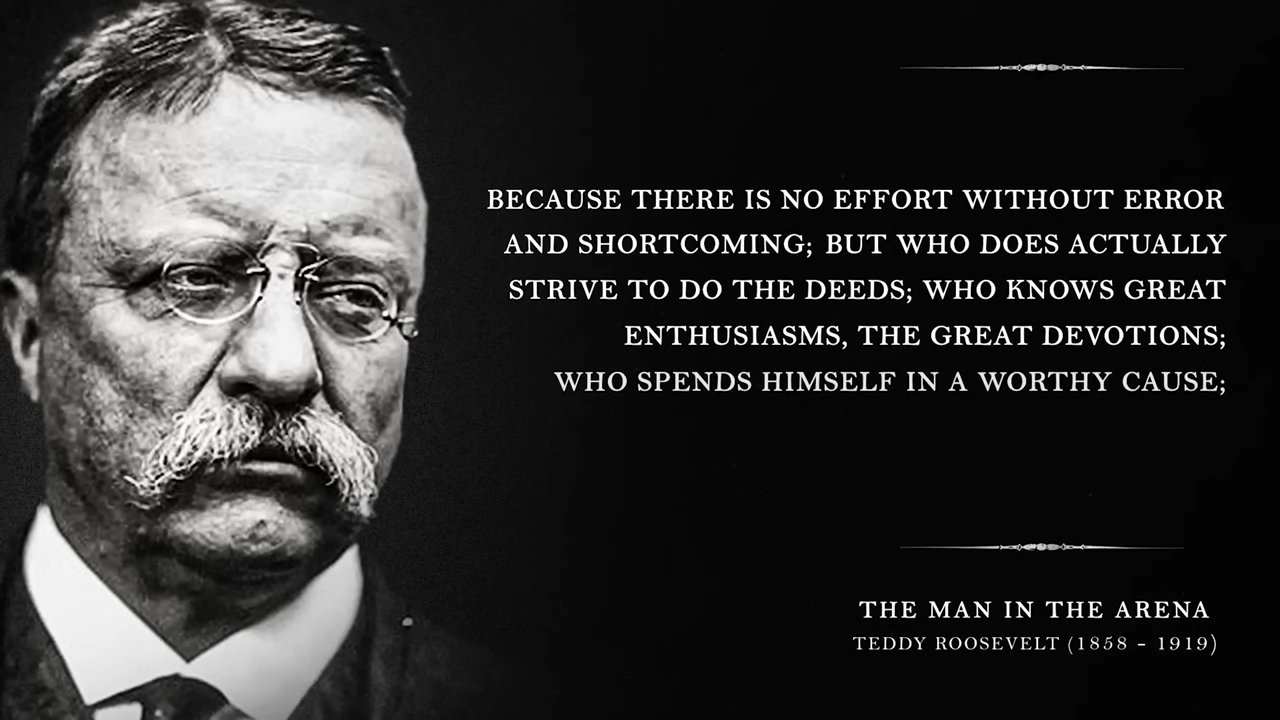 BECAUSE THERE IS NO EFFORT WITHOUT ERROR
AND SHORTCOMING; BUT WHO DOES ACTUALLY
STRIVE TO DO THE DEEDS; WHO KNOWS GREAT
ENTHUSIASMS, THE GREAT DEVOTIONS;
WHO SPENDS HIMSELF IN A WORTHY CAUSE;
THE MAN IN THE ARENA
TEDDY ROOSEVELT (1858 - 1919)